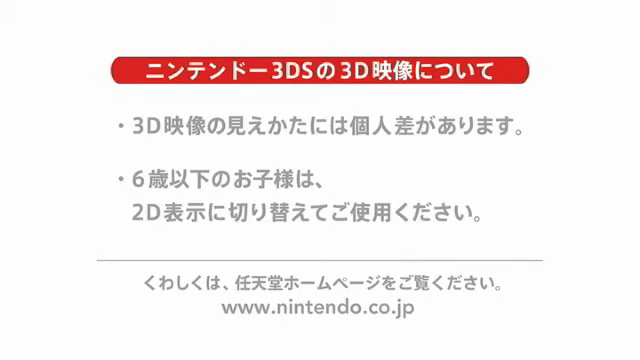 ニンテンドー3DSの3D映像について
・3D映像の見えかたには個人差があります。
・6歳以下のお子様は、
2D表示に切り替えてご使用ください。
くわしくは、任天堂ホームページをご覧ください。
www.nintendo.co.jp